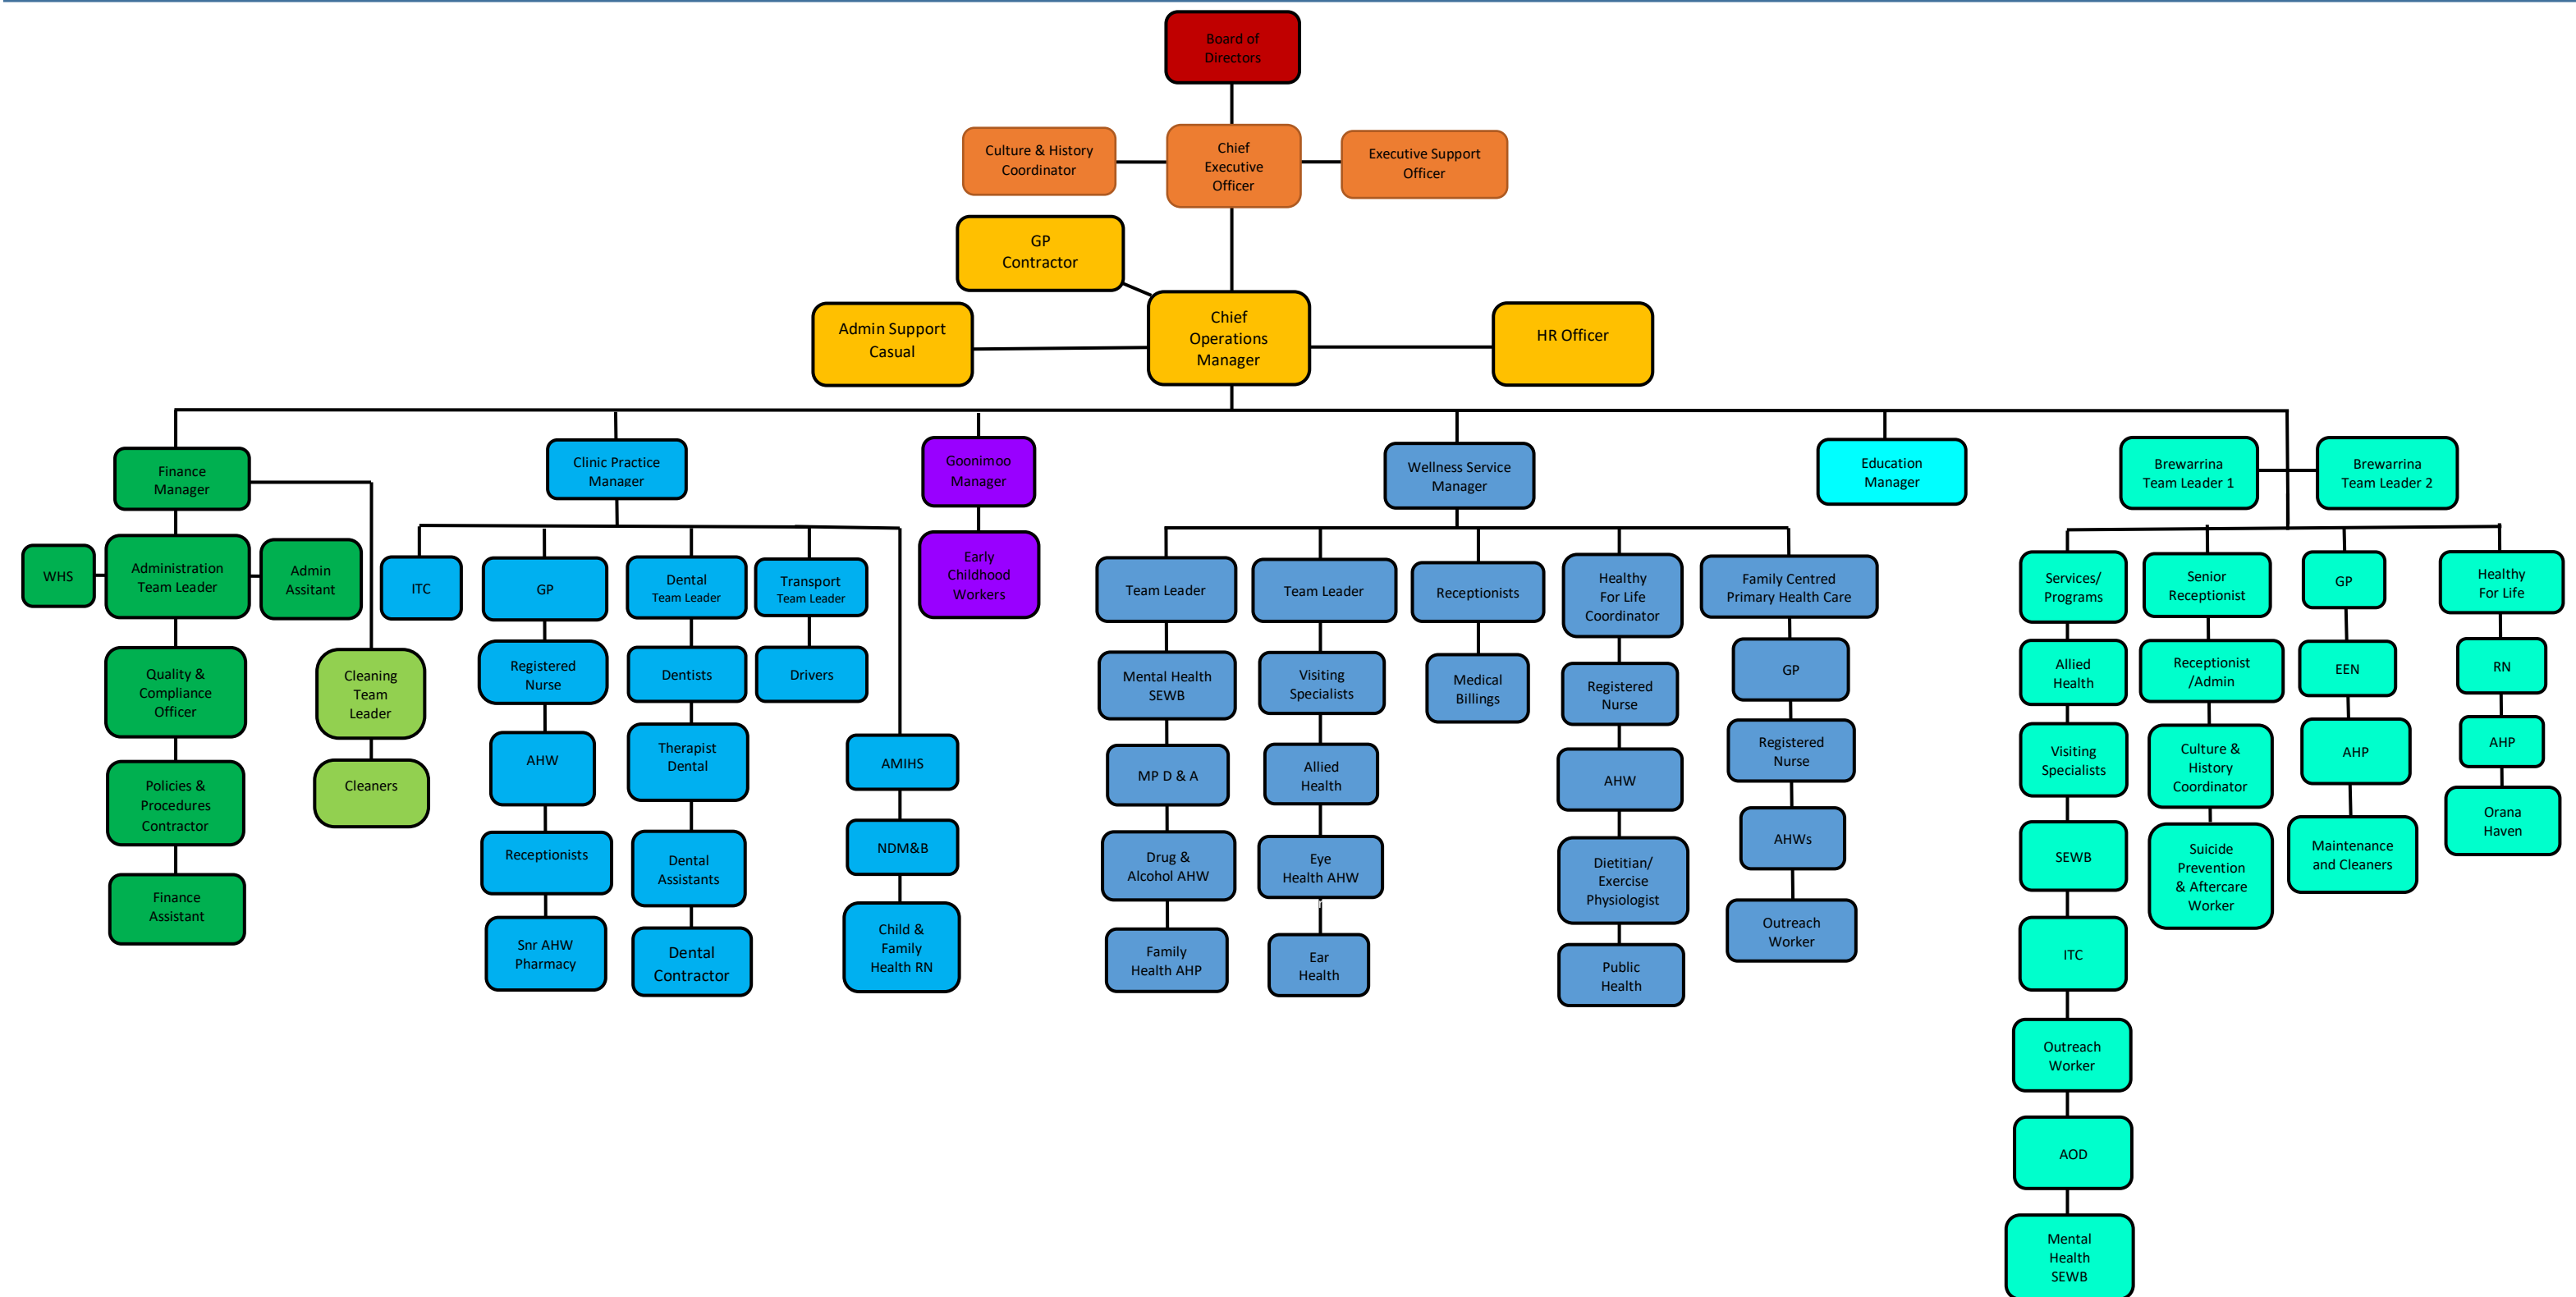 Board of
Directors
Culture & History
Coordinator
Chief
Executive
Officer
Executive Support
Officer
GP
Contractor
Admin Support
Casual
Chief
Operations
Manager
HR Officer
Finance
Manager
Clinic Practice
Manager
Goonimoo
Manager
Wellness Service
Manager
Education
Manager
Brewarrina
Team Leader 1
Brewarrina
Team Leader 2
WHS
Administration
Team Leader
Admin
Assitant
Quality &
Compliance
Officer
Policies &
Procedures
Contractor
Finance
Assistant
Cleaning
Team
Leader
Cleaners
ITC
GP
Registered
Nurse
AHW
Receptionists
Snr AHW
Pharmacy
Dental
Team Leader
Dentists
Therapist
Dental
Dental
Assistants
Dental
Contractor
Transport
Team Leader
Drivers
AMIHS
NDM&B
Child &
Family
Health RN
Early
Childhood
Workers
Team Leader
Mental Health
SEWB
MP D & A
Drug &
Alcohol AHW
Family
Health AHP
Team Leader
Visiting
Specialists
Allied
Health
Eye
Health AHW
Ear
Health
Receptionists
Medical
Billings
Healthy
For Life
Coordinator
Registered
Nurse
AHW
Dietitian/
Exercise
Physiologist
Public
Health
Family Centred
Primary Health Care
GP
Registered
Nurse
AHWs
Outreach
Worker
Services/
Programs
Allied
Health
Visiting
Specialists
SEWB
ITC
Outreach
Worker
AOD
Mental
Health
SEWB
Senior
Receptionist
Receptionist
/Admin
Culture &
History
Coordinator
Suicide
Prevention
& Aftercare
Worker
GP
EEN
AHP
Maintenance
and Cleaners
Healthy
For Life
RN
AHP
Orana
Haven